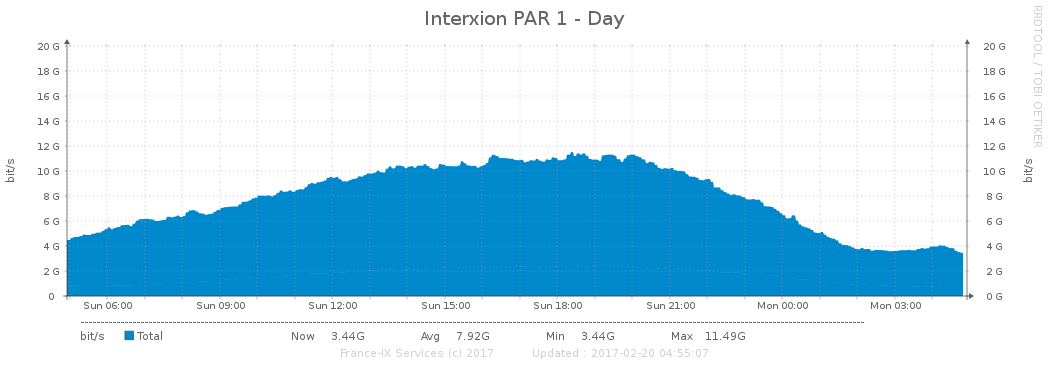 Interxion PAR 1 - Day
RRDTOOL / TOBI OETIKER
20 G 20 G
18 G 18 G
16 G 16 G
14 G 14 G
12 G 12 G
10 G 10 G
8 G 8 G
6 G 6 G
4 G 4 G
2 G 2 G
0 0 G
bit/s
bit/s
Sun 06:00 Sun 09:00 Sun 12:00 Sun 15:00 Sun 18:00 Sun 21:00 Mon 00:00 Mon 03:00
bit/s Total Now 3.44G Avg 7.92G Min 3.44G Max 11.49G
France-IX Services (c) 2017 Updated : 2017-02-20 04:55:07